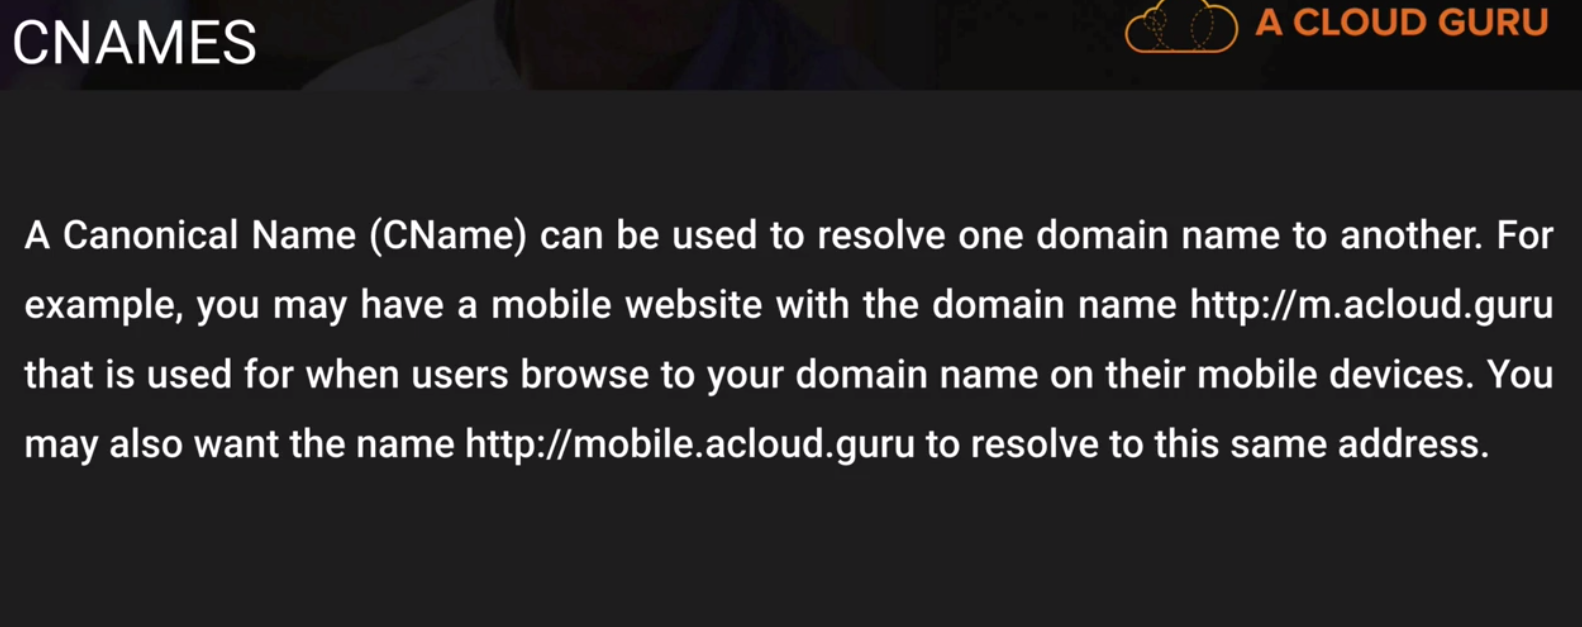 CNAMES
A CLOUD GURU
A Canonical Name (CName) can be used to resolve one domain name to another. For
example, you may have a mobile website with the domain name http://m.acloud.guru
that is used for when users browse to your domain name on their mobile devices. You
may also want the name http://mobile.acloud.guru to resolve to this same address.